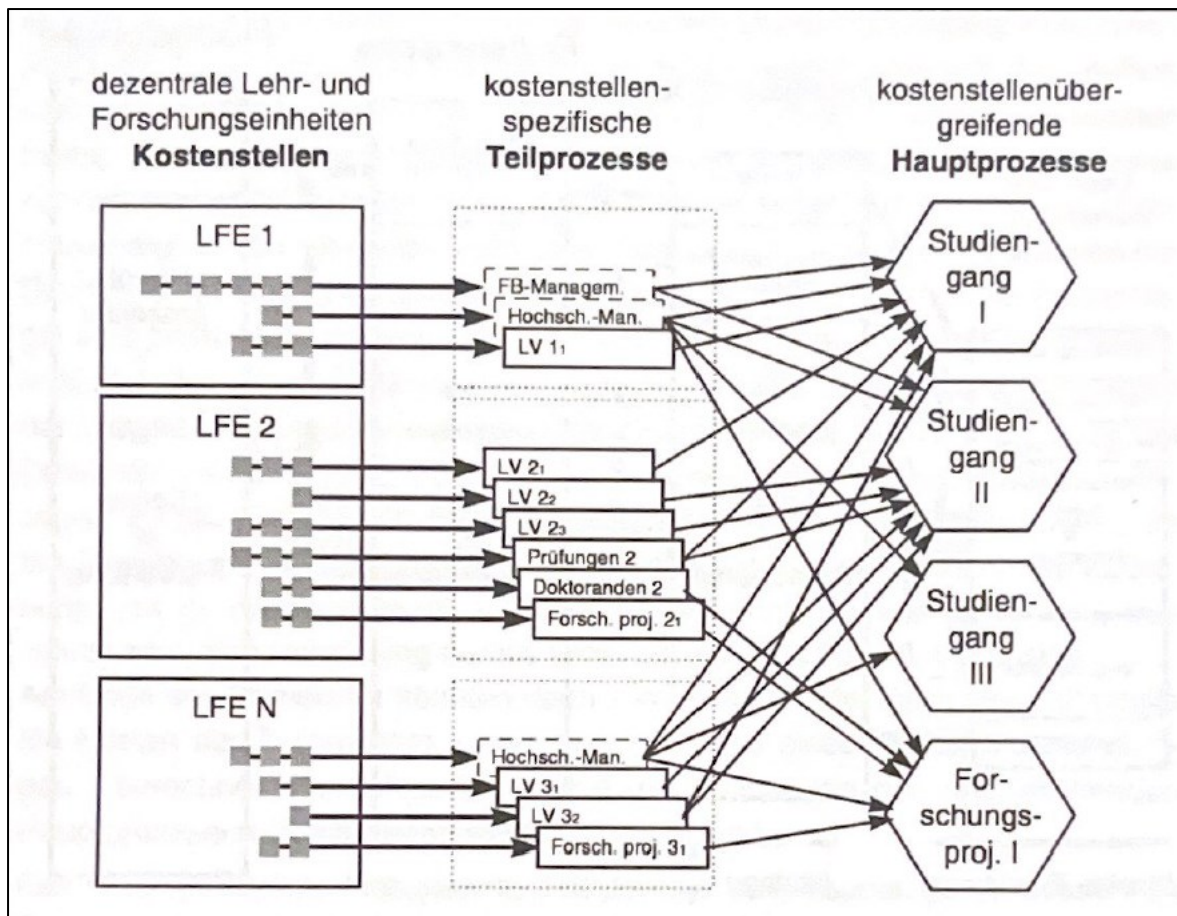 dezentrale Lehr- und
Forschungseinheiten
Kostenstellen
kostenstellen-
spezifische
Teilprozesse
kostenstellenüber-
greifende
Hauptprozesse
LFE 1
FB-Managem.
Hochsch.-Man.
LV 1₁
LFE 2
LV 2₁
LV 2₂
LV 2₃
Prüfungen 2
Doktoranden 2
Forsch. proj. 2₁
LFE N
Hochsch.-Man.
LV 3₁
LV 3₂
Forsch. proj. 3₁
Studien-
gang
I
Studien-
gang
II
Studien-
gang
III
For-
schungs-
proj. I